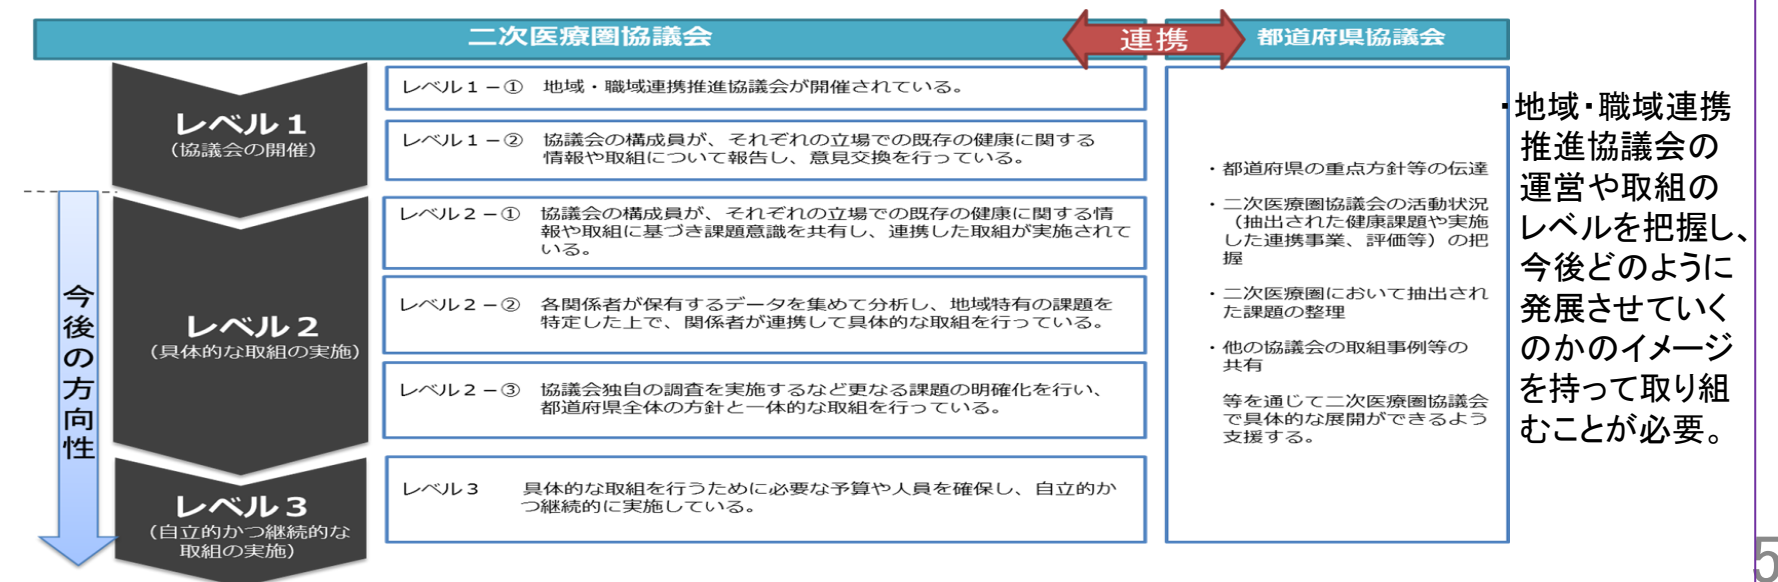 二次医療圏協議会
連携
都道府県協議会
レベル１
（協議会の開催）
レベル１－①　地域・職域連携推進協議会が開催されている。
レベル１－②　協議会の構成員が、それぞれの立場での既存の健康に関する
情報や取組について報告し、意見交換を行っている。
今後の方向性
レベル２
（具体的な取組の実施）
レベル２－①　協議会の構成員が、それぞれの立場での既存の健康に関する情
報や取組に基づき課題意識を共有し、連携した取組が実施されて
いる。
レベル２－②　各関係者が保有するデータを集めて分析し、地域特有の課題を
特定した上で、関係者が連携して具体的な取組を行っている。
レベル２－③　協議会独自の調査を実施するなど更なる課題の明確化を行い、
都道府県全体の方針と一体的な取組を行っている。
レベル３
（自立的かつ継続的な
取組の実施）
レベル３　具体的な取組を行うために必要な予算や人員を確保し、自立的か
つ継続的に実施している。
・都道府県の重点方針等の伝達
・二次医療圏協議会の活動状況
（抽出された健康課題や実施
した連携事業、評価等）の把
握
・二次医療圏において抽出され
た課題の整理
・他の協議会の取組事例等の
共有
等を通じて二次医療圏協議会
で具体的な展開ができるよう
支援する。
・地域・職域連携
推進協議会の
運営や取組の
レベルを把握し、
今後どのように
発展させていく
のかのイメージ
を持って取り組
むことが必要。
5